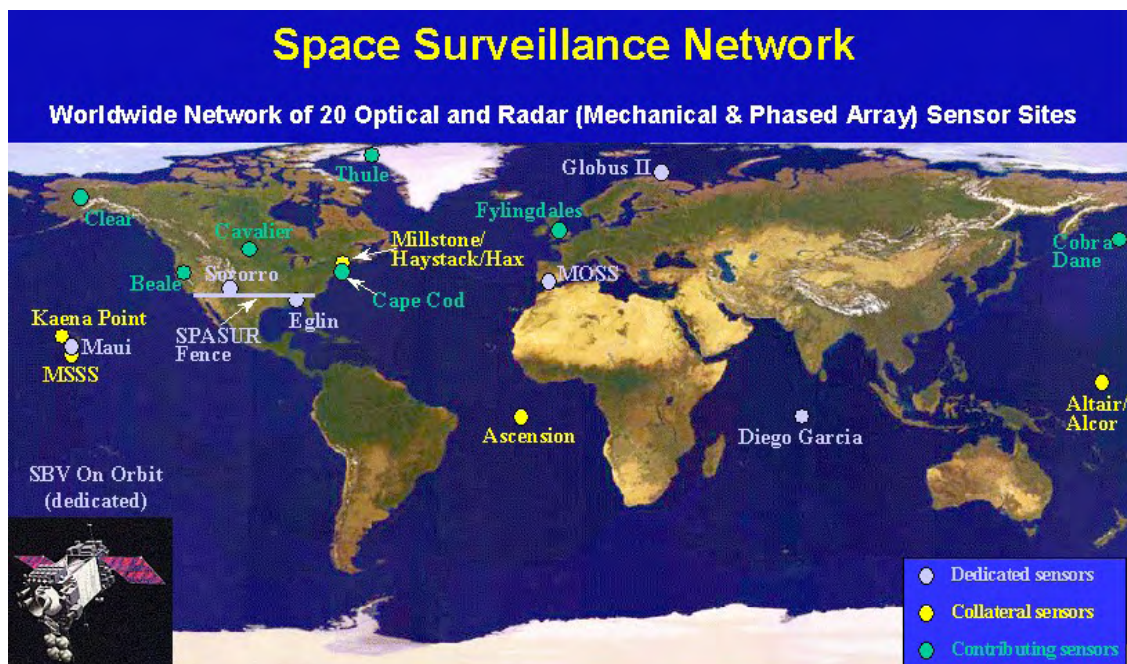 Space Surveillance Network
Worldwide Network of 20 Optical and Radar (Mechanical & Phased Array) Sensor Sites
Thule
Globus II
Clear
Fylingdales
Cavalier
Millstone/
Haystack/Hax
Cobra
Dane
Beale
Socorro
MOSS
Cape Cod
Kaena Point
SPASUR
Fence
Eglin
Maui
MSSS
Ascension
Diego Garcia
Altair/
Alcor
SBV On Orbit
(dedicated)
Dedicated sensors
Collateral sensors
Contributing sensors